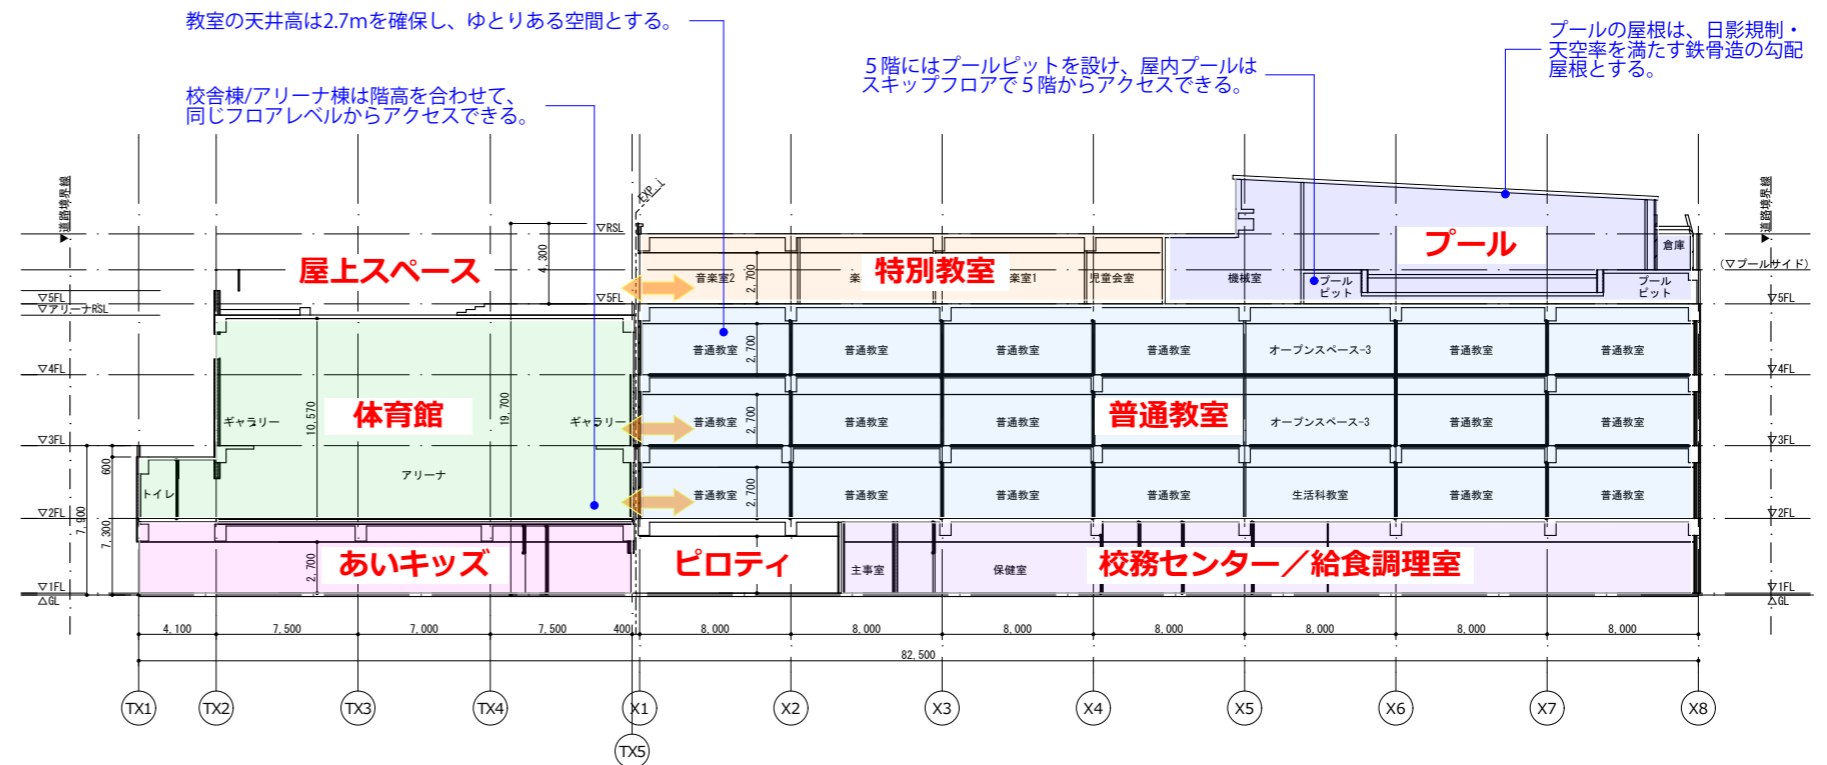 教室の天井高は2.7mを確保し、ゆとりある空間とする。
プールの屋根は、日影規制・
天空率を満たす鉄骨造の勾配
屋根とする。
5階にはプールピットを設け、屋内プールは
スキップフロアで5階からアクセスできる。
校舎棟/アリーナ棟は階高を合わせて、
同じフロアレベルからアクセスできる。
道路境界線
EXP.J
道路境界線
▽RSL
4,300
屋上スペース
音楽室2
2,700
楽
特別教室
楽室1
児童会室
機械室
プール
倉庫
(▽プールサイド)
プール
ピット
プール
ピット
▽5FL
▽アリーナRSL
▽5FL
▽5FL
普通教室
2,700
普通教室
普通教室
普通教室
オープンスペース-3
普通教室
普通教室
▽4FL
▽4FL
ギャラリー
10,570
体育館
19,700
ギャラリー
普通教室
2,700
普通教室
普通教室
普通教室
オープンスペース-3
普通教室
普通教室
▽3FL
▽3FL
600
トイレ
アリーナ
普通教室
2,700
普通教室
普通教室
普通教室
生活科教室
普通教室
普通教室
▽2FL
▽2FL
7,900
7,300
2,700
あいキッズ
ピロティ
主事室
保健室
校務センター／給食調理室
▽1FL
△GL
▽1FL
△GL
4,100
7,500
7,000
7,500
400
8,000
8,000
8,000
8,000
8,000
8,000
8,000
82,500
TX1
TX2
TX3
TX4
X1
X2
X3
X4
X5
X6
X7
X8
TX5